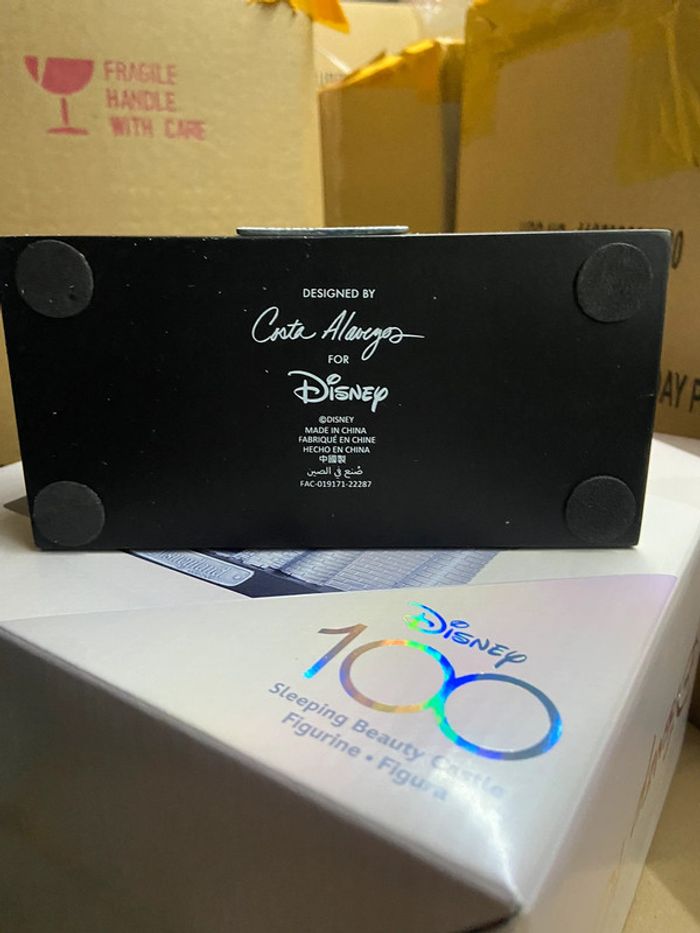 FRAGILE
HANDLE
WITH CARE
DESIGNED BY
Costa Alavezos
FOR
Disney
©DISNEY
MADE IN CHINA
FABRIQUÉ EN CHINE
HECHO EN CHINA
中國製
صُنع في الصين
FAC-019171-22287
Disney
100
Sleeping Beauty Castle
Figurine • Figura